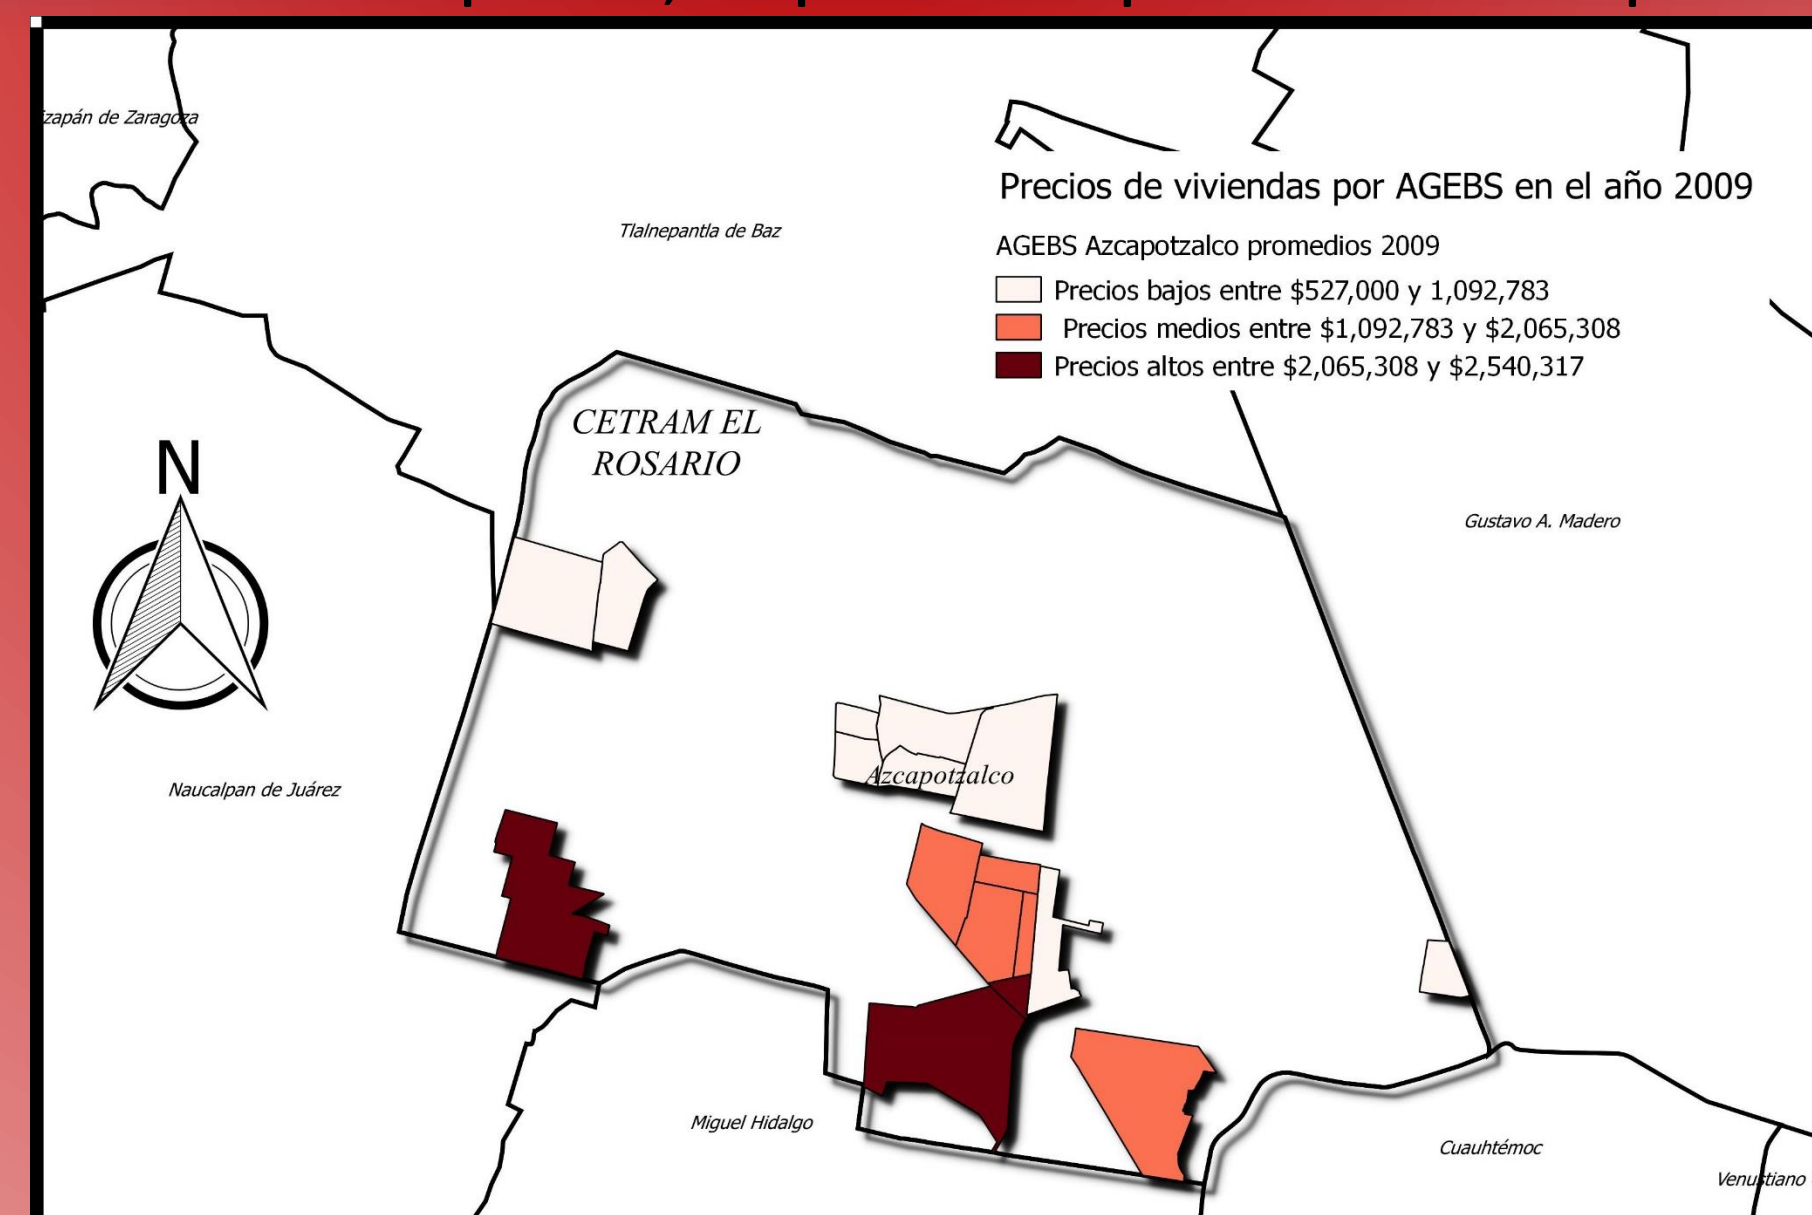 zapán de Zaragoza
Tlalnepantla de Baz
Precios de viviendas por AGEBS en el año 2009
AGEBS Azcapotzalco promedios 2009
Precios bajos entre $527,000 y 1,092,783
Precios medios entre $1,092,783 y $2,065,308
Precios altos entre $2,065,308 y $2,540,317
CETRAM EL
ROSARIO
N
Gustavo A. Madero
Azcapotzalco
Naucalpan de Juárez
Miguel Hidalgo
Cuauhtémoc
Venustiano